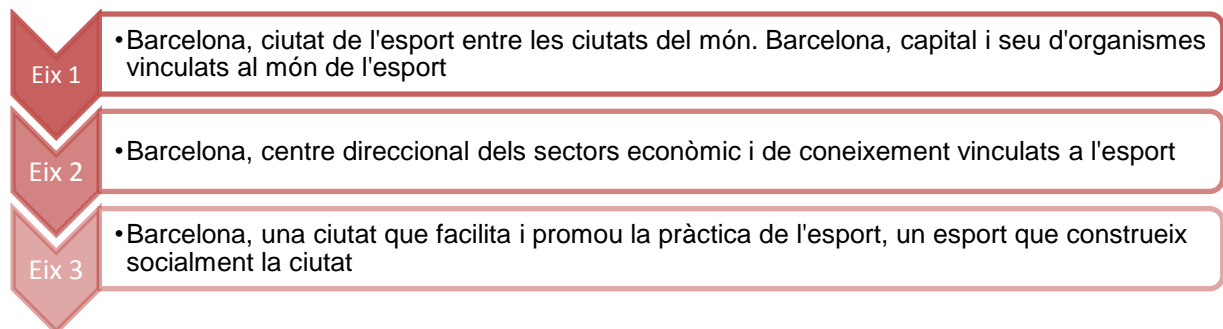 Eix 1
•Barcelona, ciutat de l'esport entre les ciutats del món. Barcelona, capital i seu d'organismes
vinculats al món de l'esport
Eix 2
•Barcelona, centre direccional dels sectors econòmic i de coneixement vinculats a l'esport
Eix 3
•Barcelona, una ciutat que facilita i promou la pràctica de l'esport, un esport que construeix
socialment la ciutat